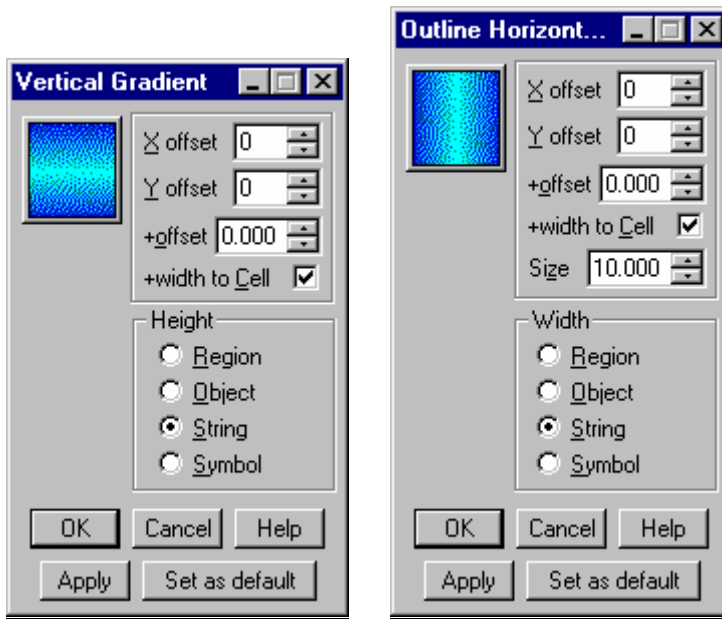 Vertical Gradient
X offset 0
Y offset 0
+offset 0.000
+width to Cell
Height
Region
Object
String
Symbol
OK Cancel Help
Apply Set as default
Outline Horizont...
X offset 0
Y offset 0
+offset 0.000
+width to Cell
Size 10.000
Width
Region
Object
String
Symbol
OK Cancel Help
Apply Set as default